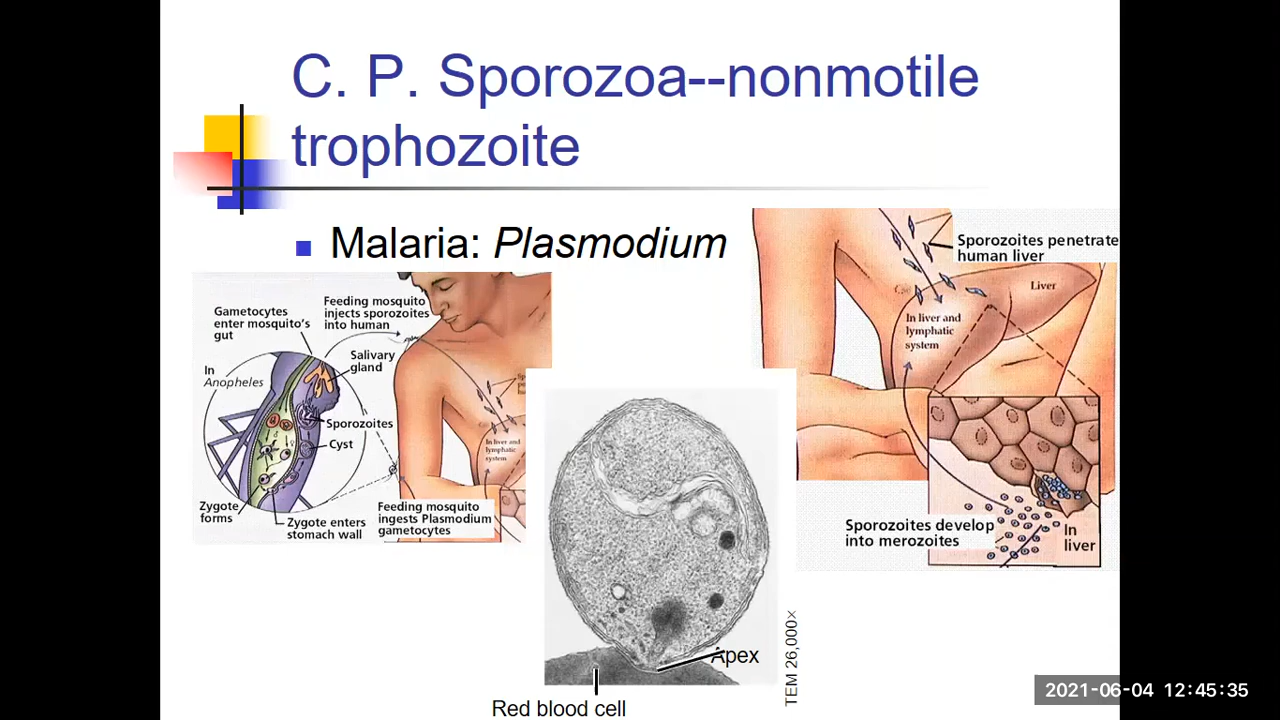 C. P. Sporozoa--nonmotile
trophozoite
Malaria: Plasmodium
Gametocytes
enter mosquito's
gut
Feeding mosquito
injects sporozoites
into human
Salivary
gland
In
Anopheles
Sporozoites
Cyst
In liver and
lymphatic
system
Zygote
forms
Zygote enters
stomach wall
Feeding mosquito
ingests Plasmodium
gametocytes
Sporozoites penetrate
human liver
Liver
In liver and
lymphatic
system
Sporozoites develop
into merozoites
In
liver
Apex
Red blood cell
TEM 26,000×
2021-06-04 12:45:35